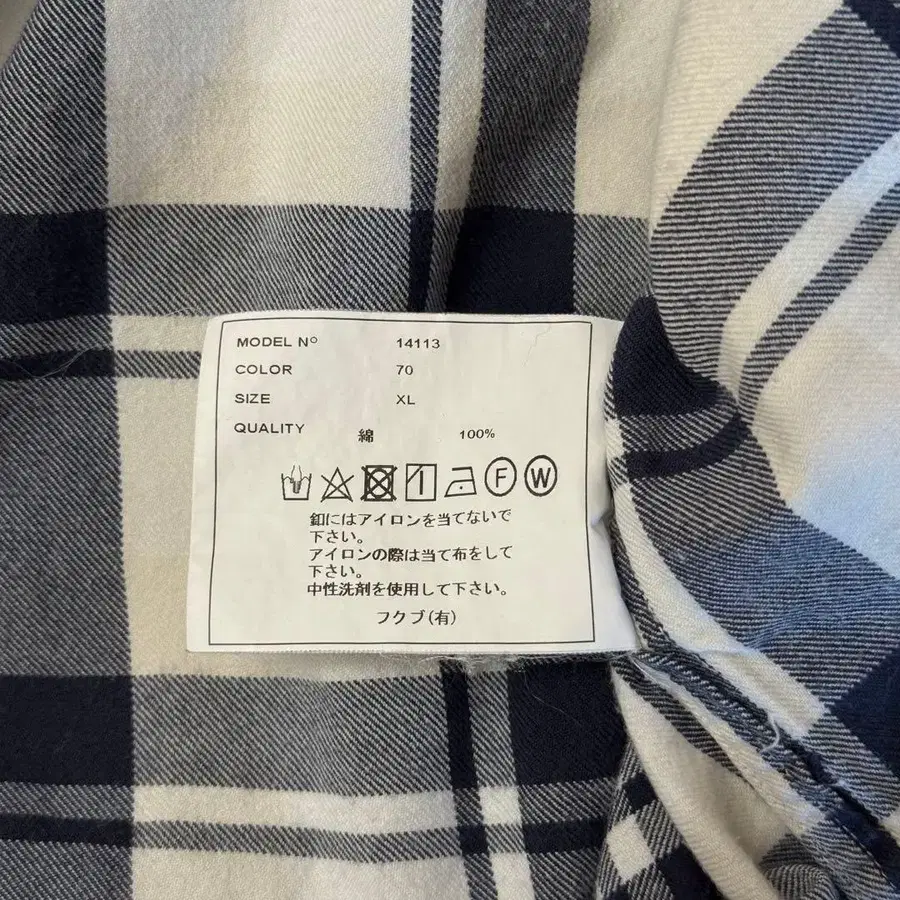 MODEL Nº 14113
COLOR 70
SIZE XL
QUALITY 綿 100%
F W
釦にはアイロンを当てないで
下さい。
アイロンの際は当て布をして
下さい。
中性洗剤を使用して下さい。
フクブ(有)